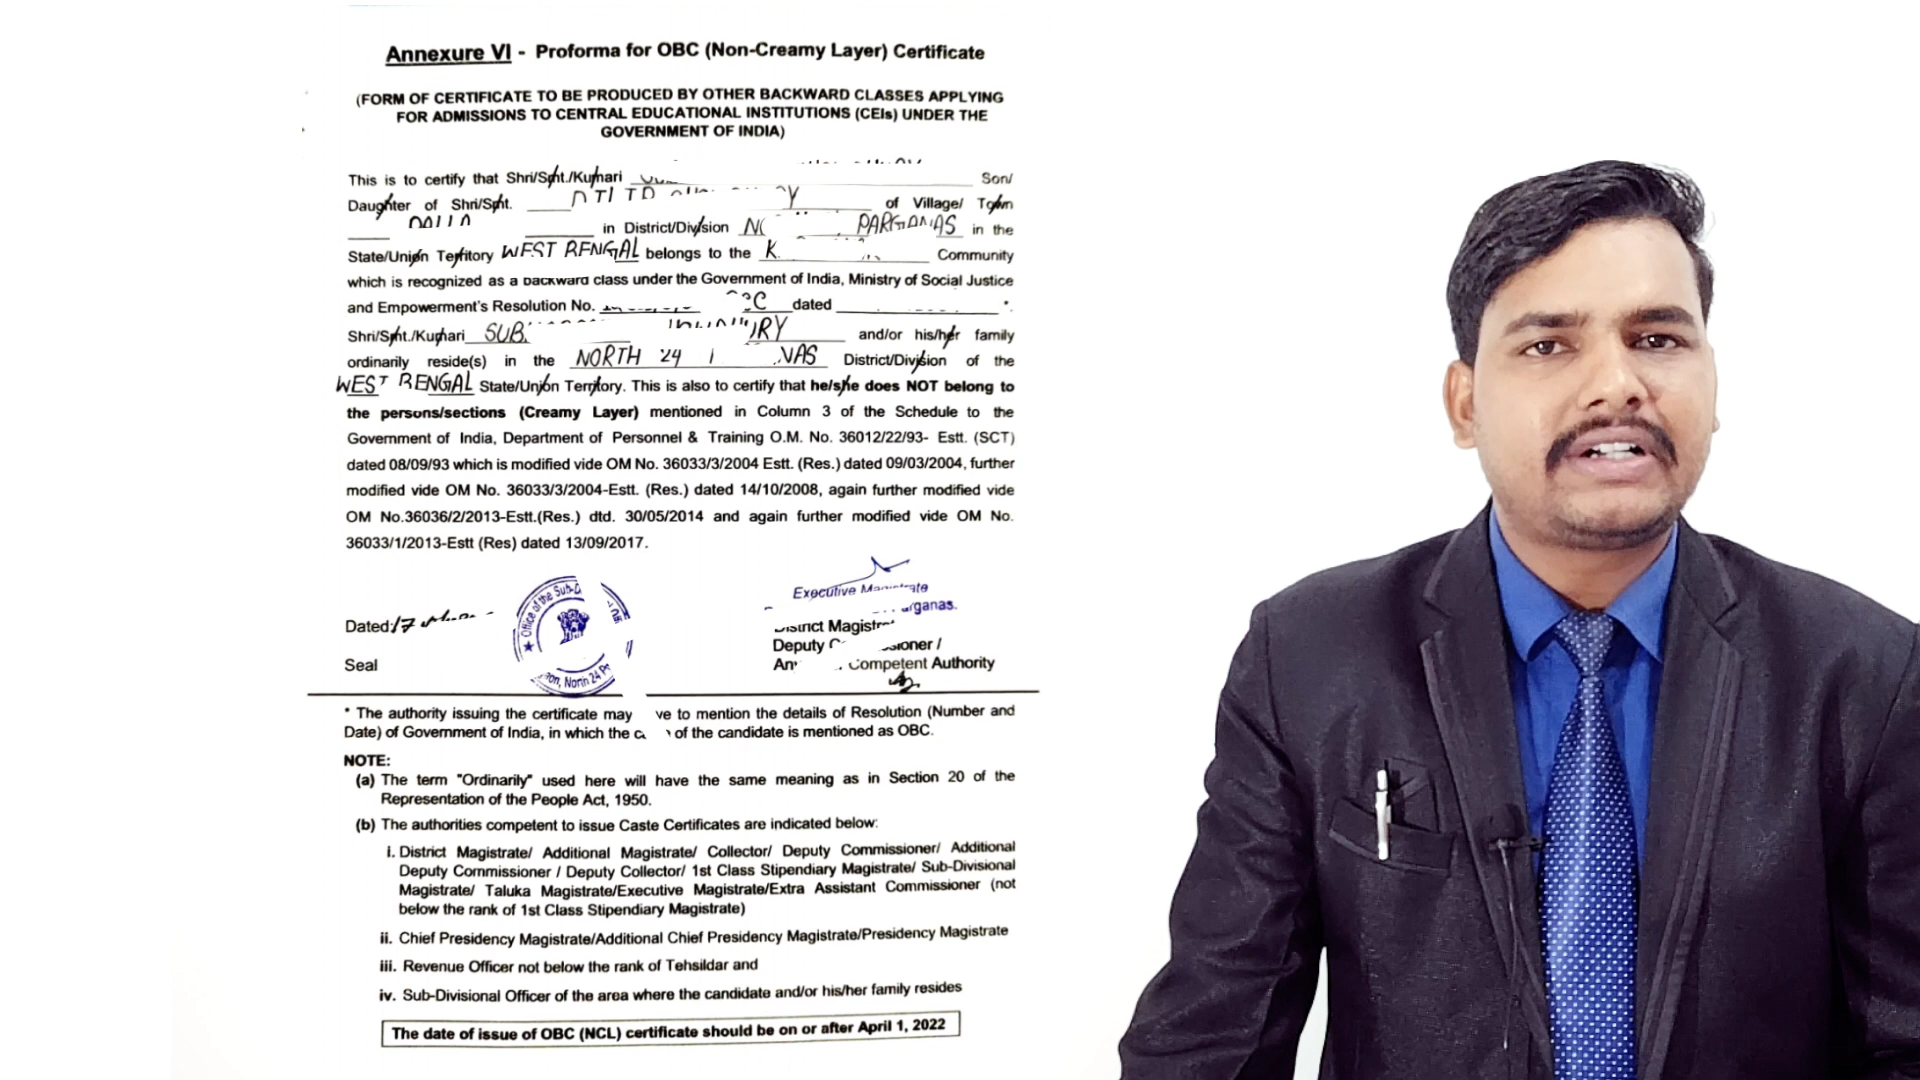 Annexure VI - Proforma for OBC (Non-Creamy Layer) Certificate
(FORM OF CERTIFICATE TO BE PRODUCED BY OTHER BACKWARD CLASSES APPLYING
FOR ADMISSIONS TO CENTRAL EDUCATIONAL INSTITUTIONS (CEIs) UNDER THE
GOVERNMENT OF INDIA)
This is to certify that Shri/Smt./Kumari Son/
Daughter of Shri/Smt. of Village/ Town
in District/Division PARGANAS in the
State/Union Territory WEST BENGAL belongs to the Community
which is recognized as a backward class under the Government of India, Ministry of Social Justice
and Empowerment's Resolution No. dated *.
Shri/Smt./Kumari and/or his/her family
ordinarily reside(s) in the NORTH 24 District/Division of the
WEST BENGAL State/Union Territory. This is also to certify that he/she does NOT belong to
the persons/sections (Creamy Layer) mentioned in Column 3 of the Schedule to the
Government of India, Department of Personnel & Training O.M. No. 36012/22/93- Estt. (SCT)
dated 08/09/93 which is modified vide OM No. 36033/3/2004 Estt. (Res.) dated 09/03/2004, further
modified vide OM No. 36033/3/2004-Estt. (Res.) dated 14/10/2008, again further modified vide
OM No.36036/2/2013-Estt.(Res.) dtd. 30/05/2014 and again further modified vide OM No.
36033/1/2013-Estt (Res) dated 13/09/2017.
Office of the
North 24
Executive Magistrate
Dated:17
District Magistrate
Deputy
Seal
Competent Authority
* The authority issuing the certificate may to mention the details of Resolution (Number and
Date) of Government of India, in which the of the candidate is mentioned as OBC.
NOTE:
(a) The term "Ordinarily" used here will have the same meaning as in Section 20 of the
Representation of the People Act, 1950.
(b) The authorities competent to issue Caste Certificates are indicated below:
i. District Magistrate/ Additional Magistrate/ Collector/ Deputy Commissioner/ Additional
Deputy Commissioner / Deputy Collector/ 1st Class Stipendiary Magistrate/ Sub-Divisional
Magistrate/ Taluka Magistrate/Executive Magistrate/Extra Assistant Commissioner (not
below the rank of 1st Class Stipendiary Magistrate)
ii. Chief Presidency Magistrate/Additional Chief Presidency Magistrate/Presidency Magistrate
iii. Revenue Officer not below the rank of Tehsildar and
iv. Sub-Divisional Officer of the area where the candidate and/or his/her family resides
The date of issue of OBC (NCL) certificate should be on or after April 1, 2022